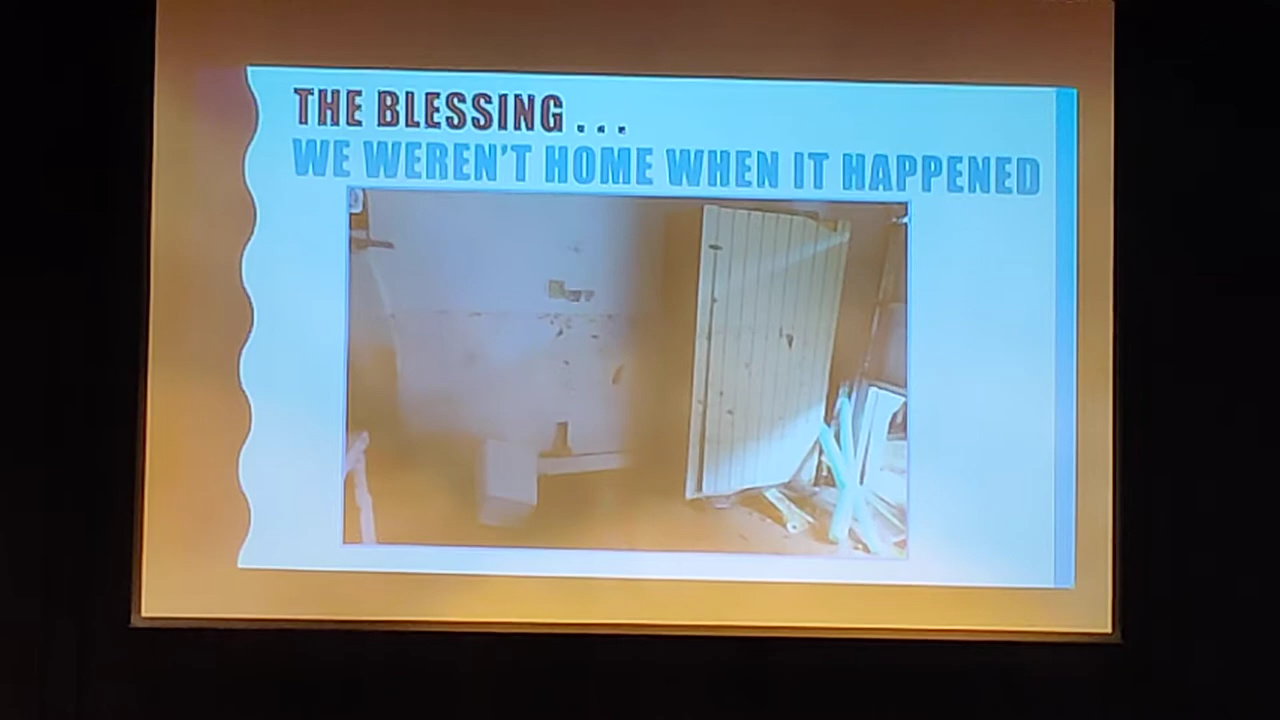 THE BLESSING . . .
WE WEREN'T HOME WHEN IT HAPPENED